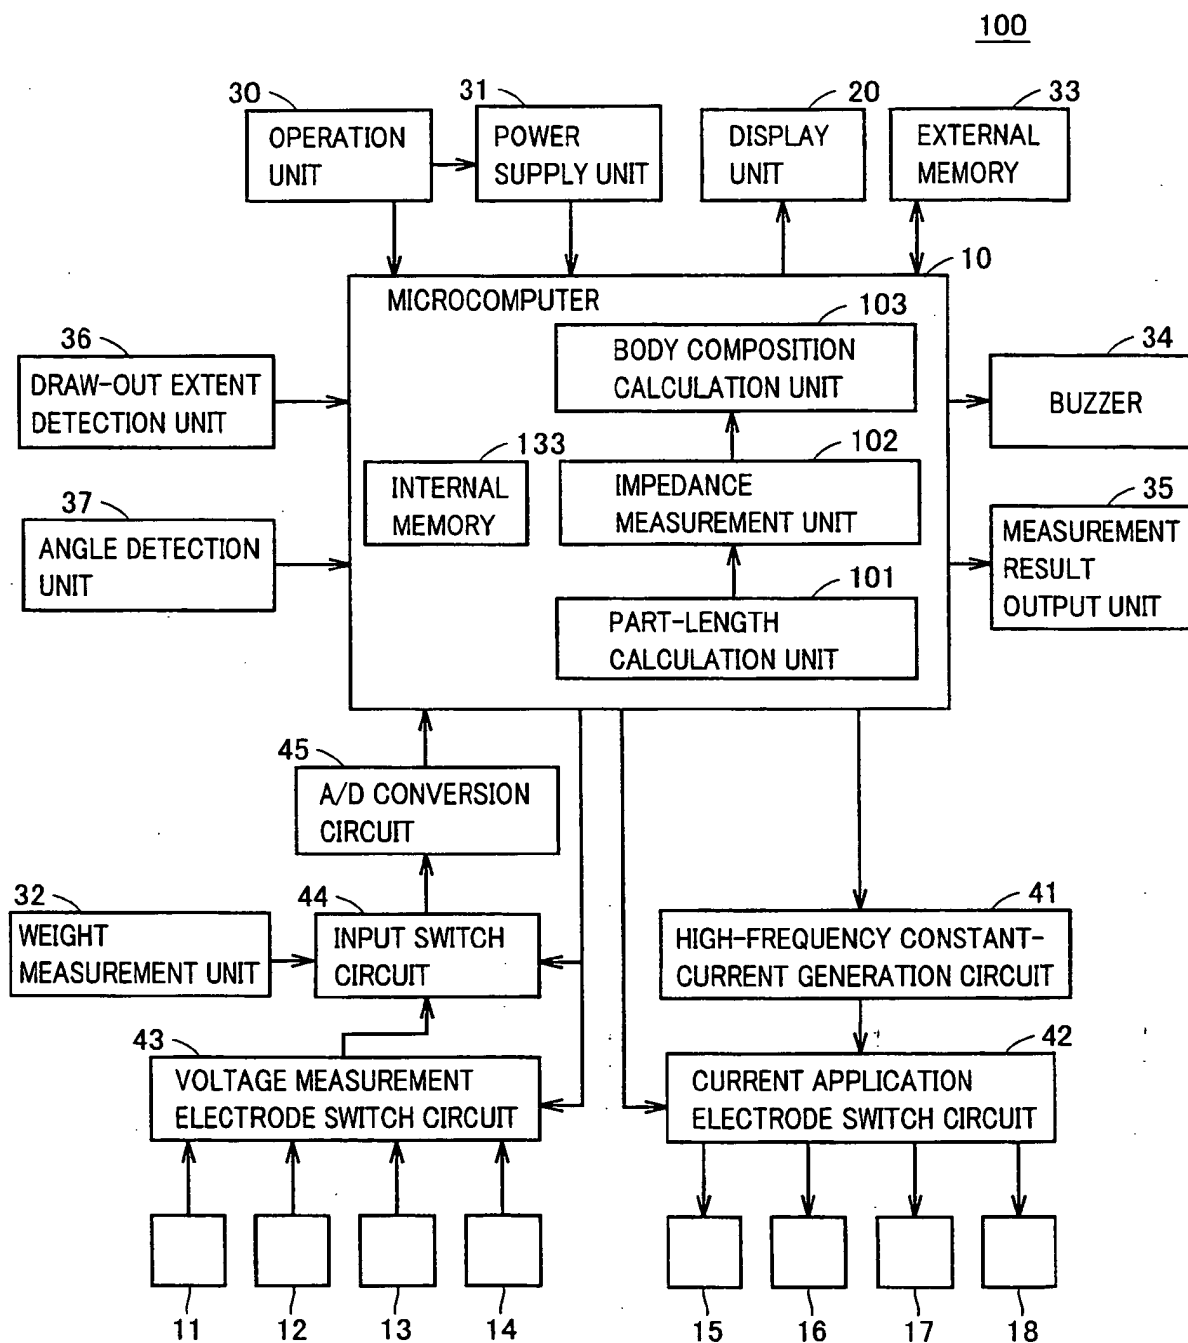 100
30
31
20
33
OPERATION
UNIT
POWER
SUPPLY UNIT
DISPLAY
UNIT
EXTERNAL
MEMORY
10
MICROCOMPUTER
103
BODY COMPOSITION
CALCULATION UNIT
36
DRAW-OUT EXTENT
DETECTION UNIT
34
BUZZER
133
INTERNAL
MEMORY
102
IMPEDANCE
MEASUREMENT UNIT
37
ANGLE DETECTION
UNIT
35
MEASUREMENT
RESULT
OUTPUT UNIT
101
PART-LENGTH
CALCULATION UNIT
45
A/D CONVERSION
CIRCUIT
32
WEIGHT
MEASUREMENT UNIT
44
INPUT SWITCH
CIRCUIT
41
HIGH-FREQUENCY CONSTANT-
CURRENT GENERATION CIRCUIT
43
VOLTAGE MEASUREMENT
ELECTRODE SWITCH CIRCUIT
42
CURRENT APPLICATION
ELECTRODE SWITCH CIRCUIT
11
12
13
14
15
16
17
18